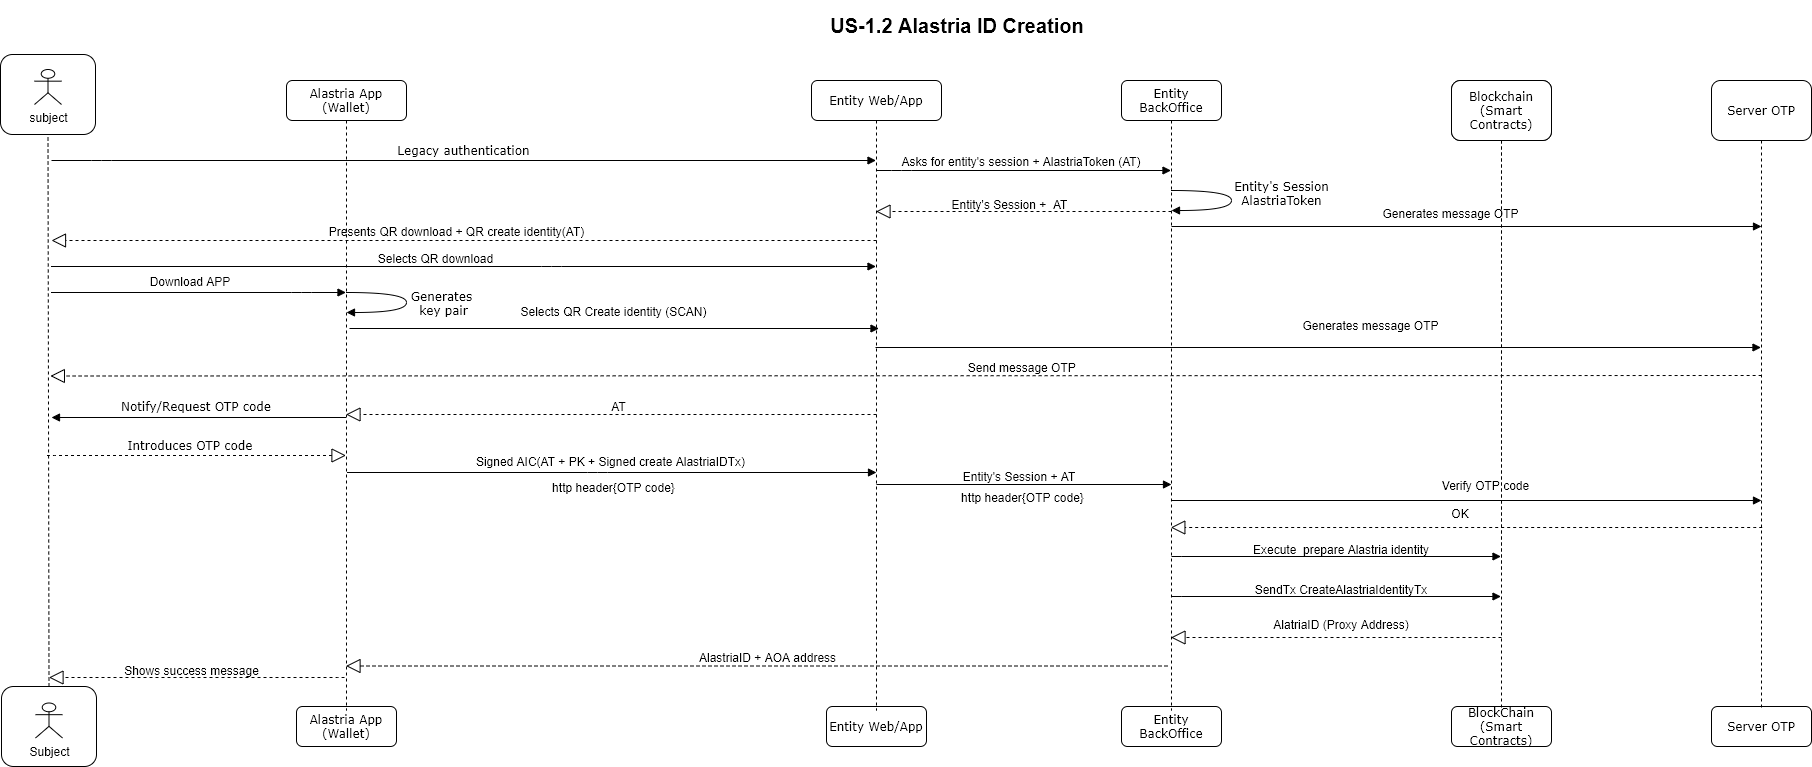 US-1.2 Alastria ID Creation
subject
Alastria App
(Wallet)
Entity Web/App
Entity
BackOffice
Blockchain
(Smart
Contracts)
Server OTP
Legacy authentication
Asks for entity's session + AlastriaToken (AT)
Entity's Session
AlastriaToken
Entity's Session + AT
Generates message OTP
Presents QR download + QR create identity(AT)
Selects QR download
Download APP
Generates
key pair
Selects QR Create identity (SCAN)
Generates message OTP
Send message OTP
Notify/Request OTP code
AT
Introduces OTP code
Signed AIC(AT + PK + Signed create AlastriaIDTx)
http header{OTP code}
Entity's Session + AT
http header{OTP code}
Verify OTP code
OK
Execute prepare Alastria identity
SendTx CreateAlastriaIdentityTx
AlatriaID (Proxy Address)
AlastriaID + AOA address
Shows success message
Subject
Alastria App
(Wallet)
Entity Web/App
Entity
BackOffice
BlockChain
(Smart
Contracts)
Server OTP